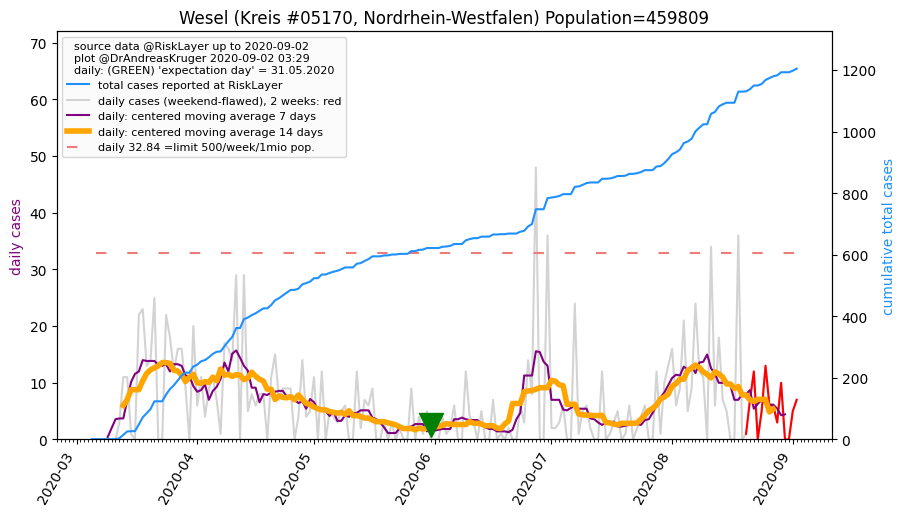 Wesel (Kreis #05170, Nordrhein-Westfalen) Population=459809
source data @RiskLayer up to 2020-09-02
plot @DrAndreasKruger 2020-09-02 03:29
daily: (GREEN) 'expectation day' = 31.05.2020
total cases reported at RiskLayer
daily cases (weekend-flawed), 2 weeks: red
daily: centered moving average 7 days
daily: centered moving average 14 days
daily 32.84 =limit 500/week/1mio pop.
daily cases
70
60
50
40
30
20
10
0
cumulative total cases
1200
1000
800
600
400
200
0
2020-03
2020-04
2020-05
2020-06
2020-07
2020-08
2020-09